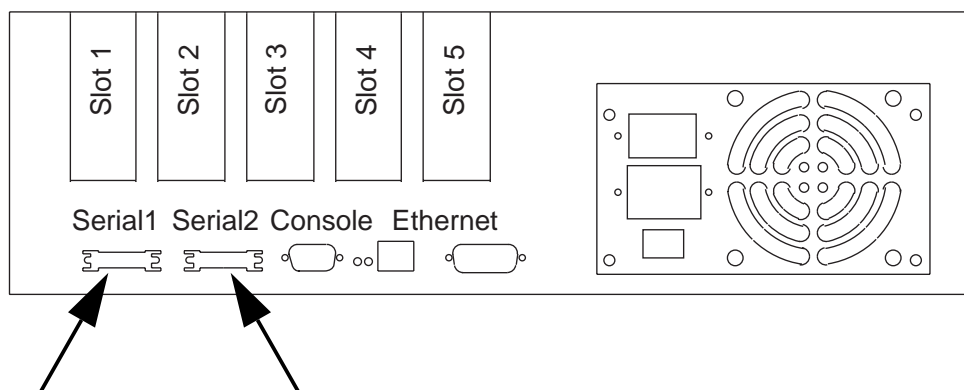 Slot 1
Slot 2
Slot 3
Slot 4
Slot 5
Serial1 Serial2 Console Ethernet